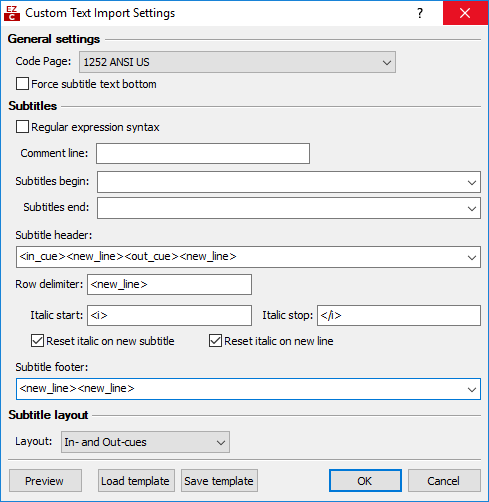 EZ
C
Custom Text Import Settings
?
General settings
Code Page: 1252 ANSI US
Force subtitle text bottom
Subtitles
Regular expression syntax
Comment line:
Subtitles begin:
Subtitles end:
Subtitle header:
<in_cue><new_line><out_cue><new_line>
Row delimiter: <new_line>
Italic start: <i> Italic stop: </i>
Reset italic on new subtitle Reset italic on new line
Subtitle footer:
<new_line><new_line>
Subtitle layout
Layout: In- and Out-cues
Preview Load template Save template OK Cancel